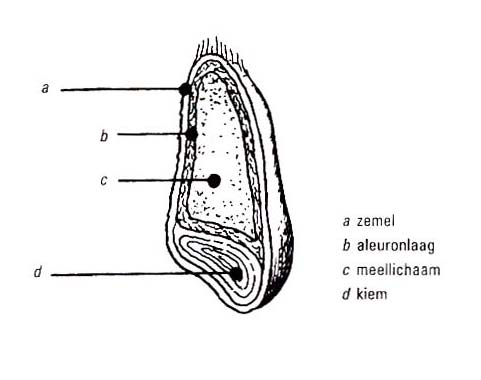 a
b
c
d
a zemel
b aleuronlaag
c meellichaam
d kiem